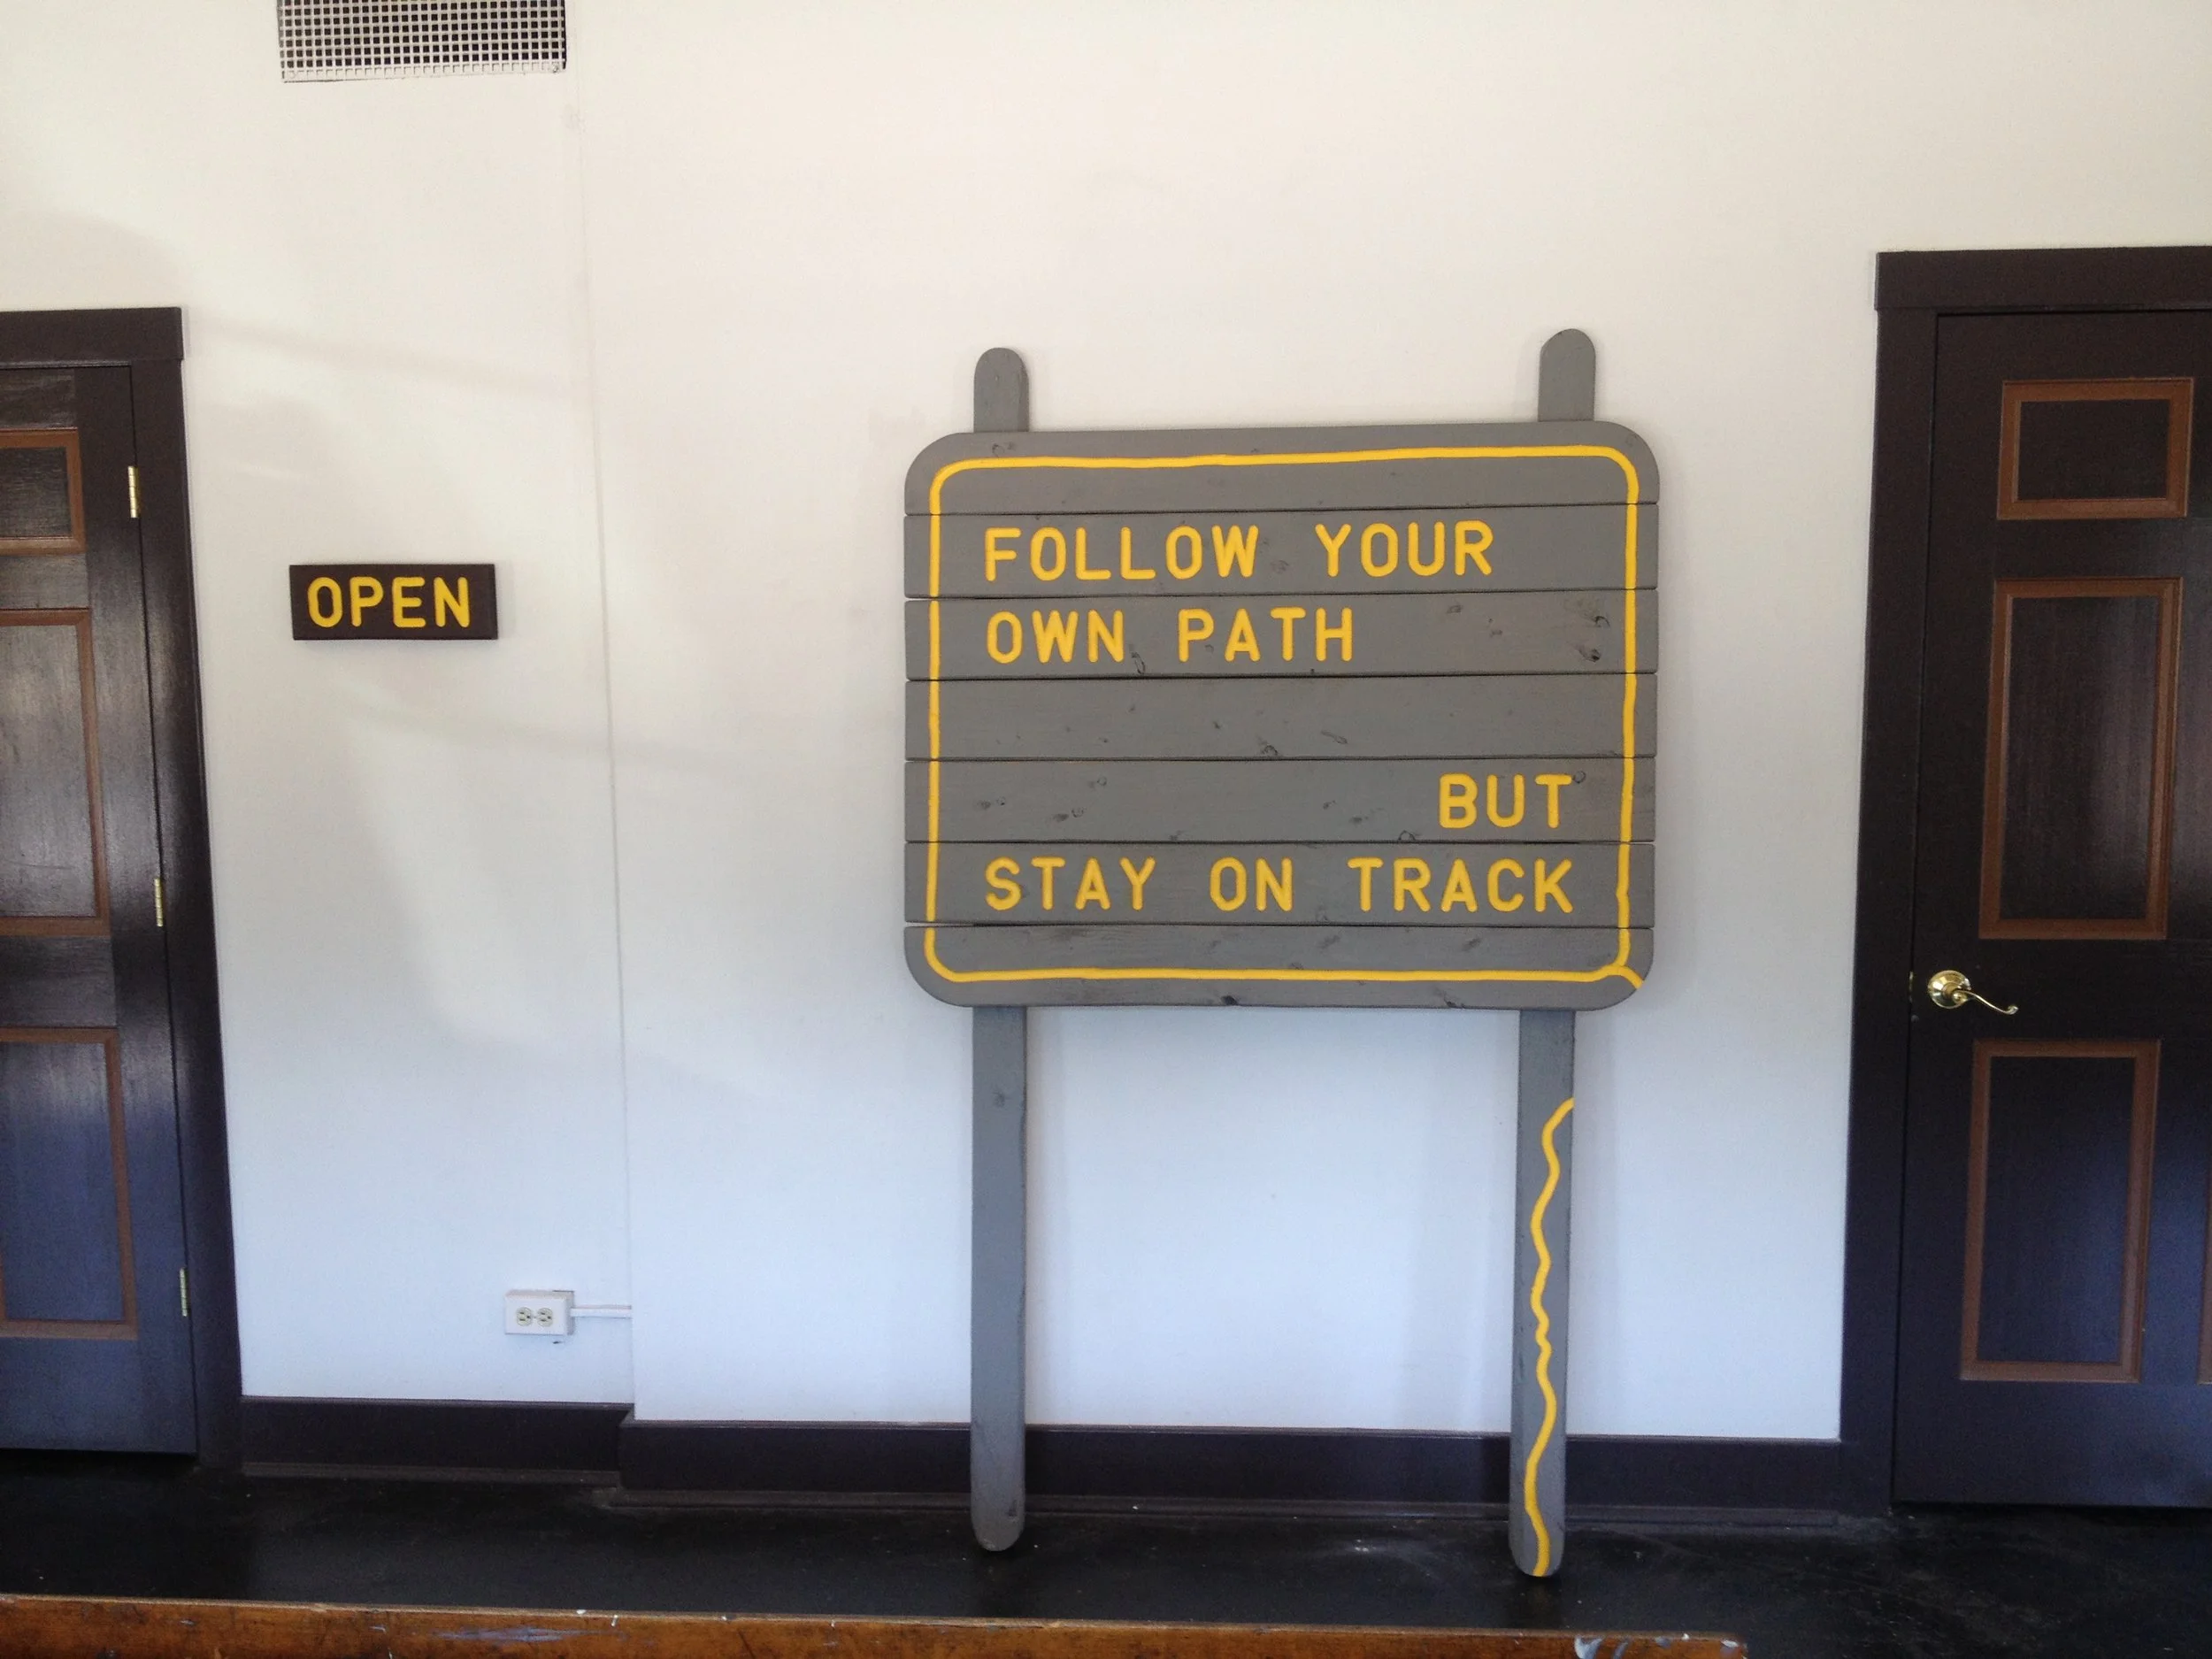 OPEN
FOLLOW YOUR
OWN PATH
BUT
STAY ON TRACK